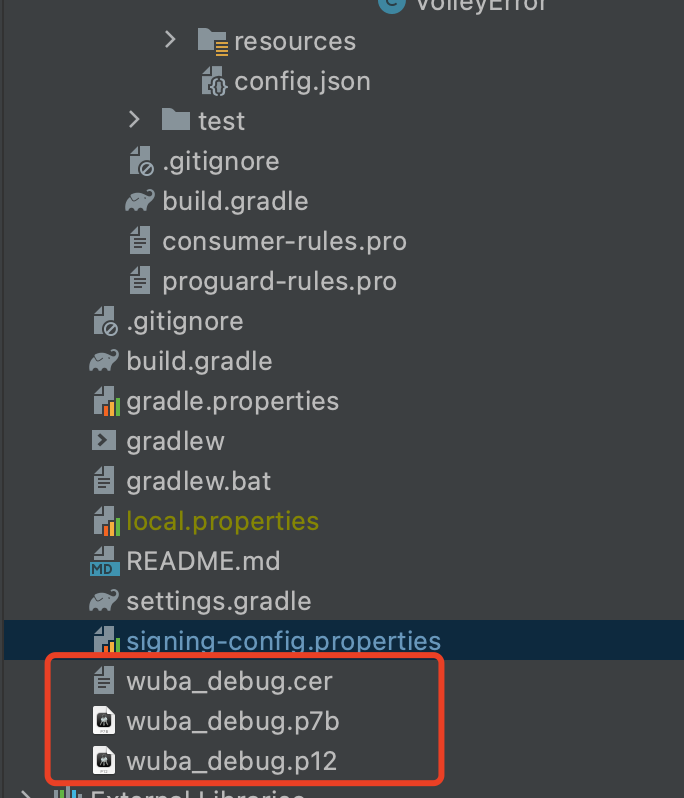 VolleyError
resources
config.json
test
.gitignore
build.gradle
consumer-rules.pro
proguard-rules.pro
.gitignore
build.gradle
gradle.properties
gradlew
gradlew.bat
local.properties
MD README.md
settings.gradle
signing-config.properties
wuba_debug.cer
wuba_debug.p7b
wuba_debug.p12
External Libraries